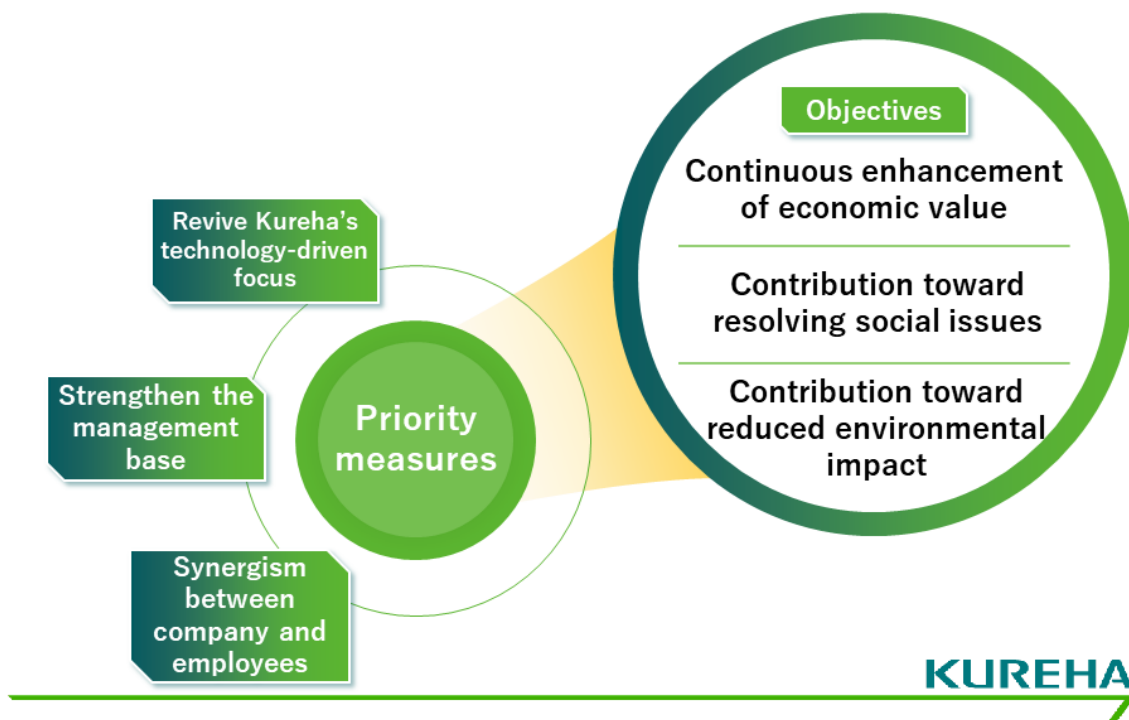 Objectives
Continuous enhancement
of economic value
Contribution toward
resolving social issues
Contribution toward
reduced environmental
impact
Revive Kureha’s
technology-driven
focus
Strengthen the
management
base
Synergism
between
company and
employees
Priority
measures
KUREHA